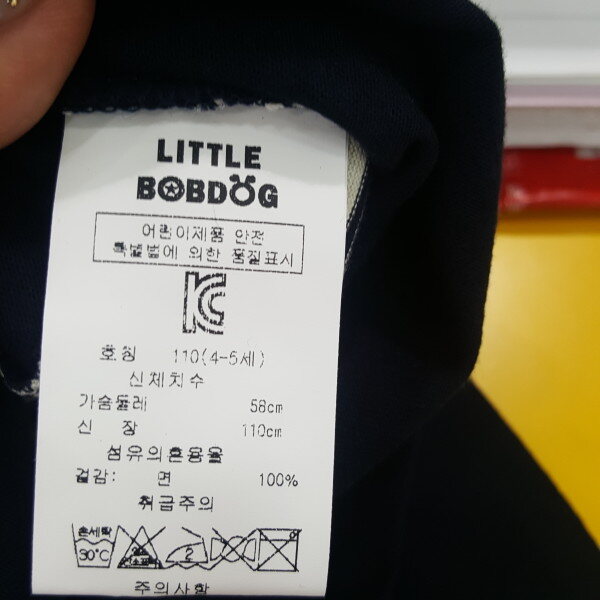 LITTLE
BOBDOG
어린이제품 안전
특별법에 의한 품질표시
KC
호칭 110(4-5세)
신체치수
가슴둘레 58cm
신 장 110cm
섬유의혼용율
겉감: 면 100%
취급주의
손세탁
30℃ 2
주의사항